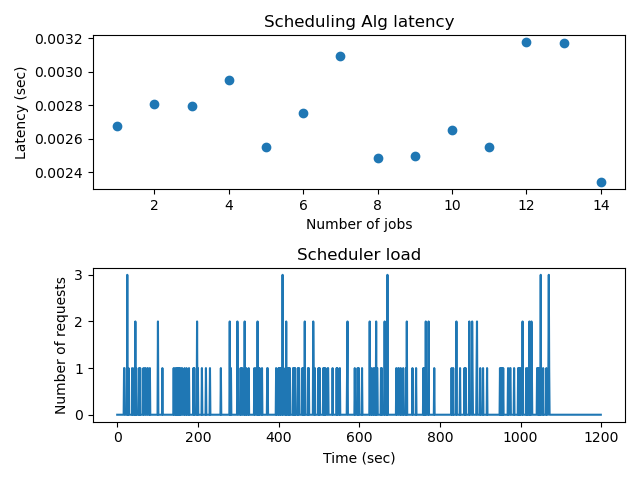 Scheduling Alg latency
Latency (sec)
0.0032
0.0030
0.0028
0.0026
0.0024
2 4 6 8 10 12 14
Number of jobs
Scheduler load
Number of requests
3
2
1
0
0 200 400 600 800 1000 1200
Time (sec)